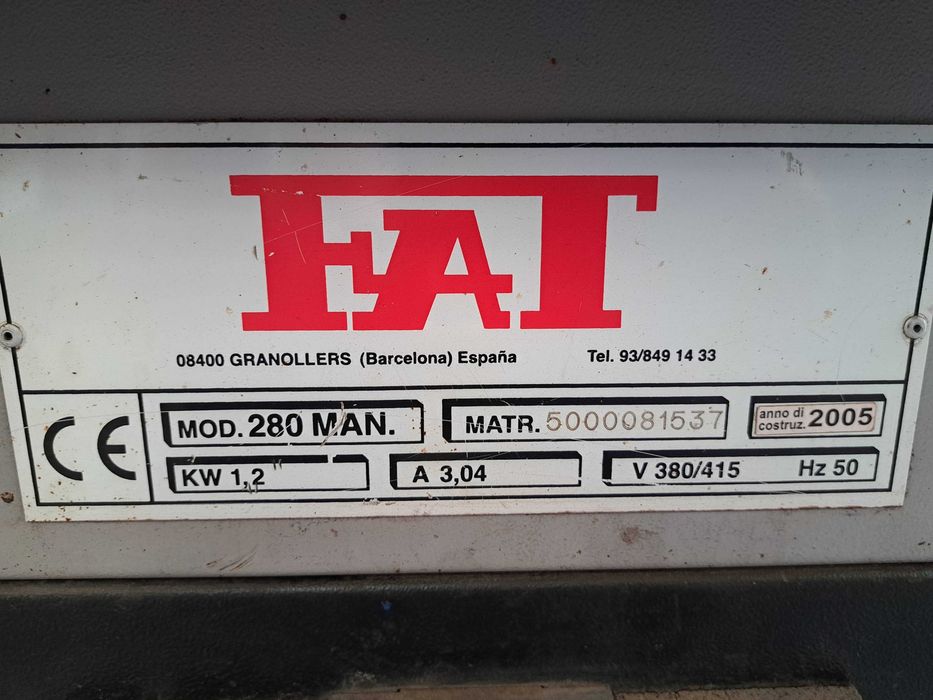 FAT
08400 GRANOLLERS (Barcelona) España Tel. 93/849 14 33
CE MOD. 280 MAN. MATR. 5000081537 anno di costruz. 2005
KW 1,2 A 3,04 V 380/415 Hz 50